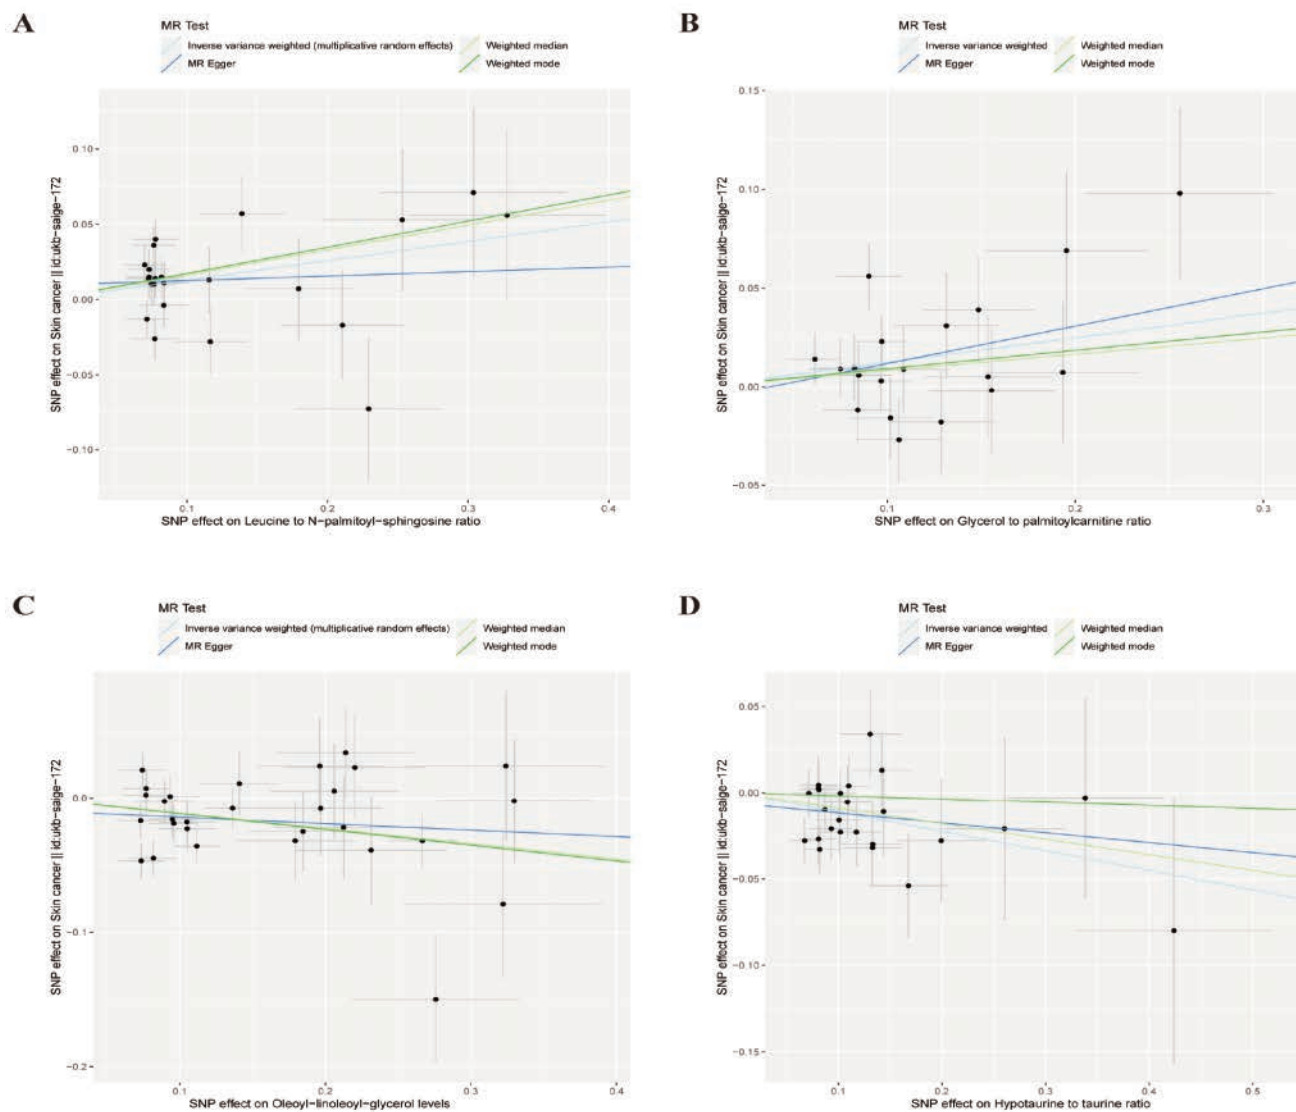 A
MR Test
Inverse variance weighted (multiplicative random effects)
Weighted median
MR Egger
Weighted mode
SNP effect on Skin cancer || id:ukb-saige-172
0.10
0.05
0.00
−0.05
−0.10
0.1
0.2
0.3
0.4
SNP effect on Leucine to N−palmitoyl−sphingosine ratio
B
MR Test
Inverse variance weighted
Weighted median
MR Egger
Weighted mode
SNP effect on Skin cancer || id:ukb-saige-172
0.15
0.10
0.05
0.00
−0.05
0.1
0.2
0.3
SNP effect on Glycerol to palmitoylcarnitine ratio
C
MR Test
Inverse variance weighted (multiplicative random effects)
Weighted median
MR Egger
Weighted mode
SNP effect on Skin cancer || id:ukb-saige-172
0.0
−0.1
−0.2
0.1
0.2
0.3
0.4
SNP effect on Oleoyl−linoleoyl−glycerol levels
D
MR Test
Inverse variance weighted
Weighted median
MR Egger
Weighted mode
SNP effect on Skin cancer || id:ukb-saige-172
0.05
0.00
−0.05
−0.10
−0.15
0.1
0.2
0.3
0.4
0.5
SNP effect on Hypotaurine to taurine ratio